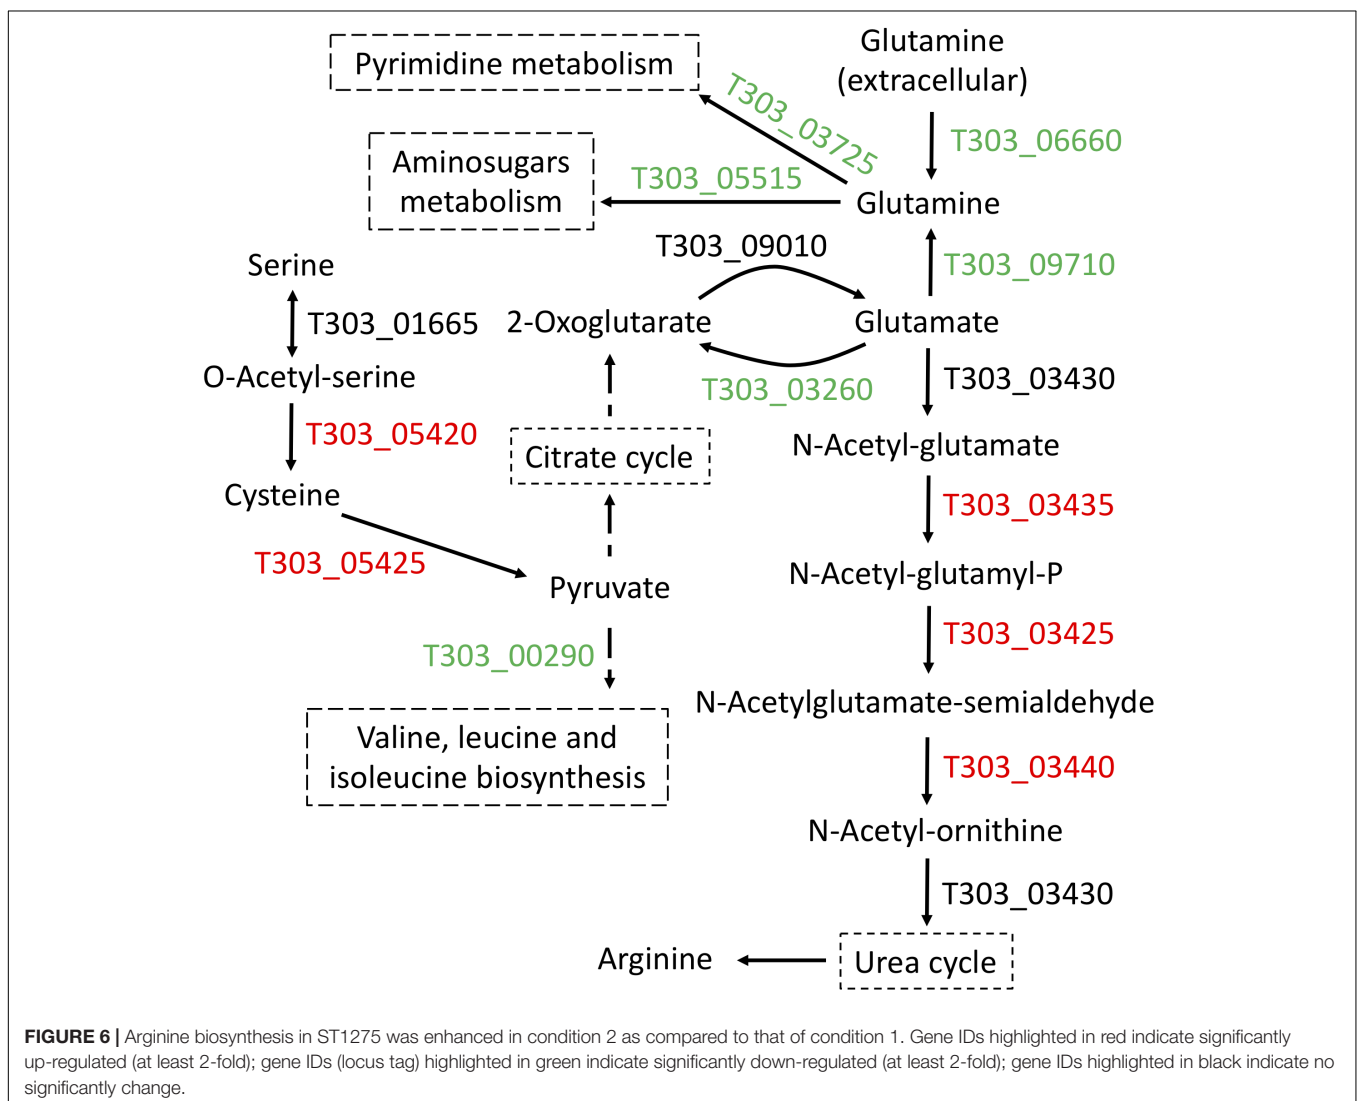 Glutamine
(extracellular)
Pyrimidine metabolism
T303_03725
T303_06660
Aminosugars
metabolism
T303_05515
Glutamine
T303_09010
T303_09710
Serine
T303_01665
2-Oxoglutarate
Glutamate
O-Acetyl-serine
T303_03260
T303_03430
T303_05420
Citrate cycle
N-Acetyl-glutamate
Cysteine
T303_03435
T303_05425
Pyruvate
N-Acetyl-glutamyl-P
T303_00290
T303_03425
N-Acetylglutamate-semialdehyde
Valine, leucine and
isoleucine biosynthesis
T303_03440
N-Acetyl-ornithine
T303_03430
Arginine
Urea cycle
FIGURE 6 | Arginine biosynthesis in ST1275 was enhanced in condition 2 as compared to that of condition 1. Gene IDs highlighted in red indicate significantly
up-regulated (at least 2-fold); gene IDs (locus tag) highlighted in green indicate significantly down-regulated (at least 2-fold); gene IDs highlighted in black indicate no
significantly change.